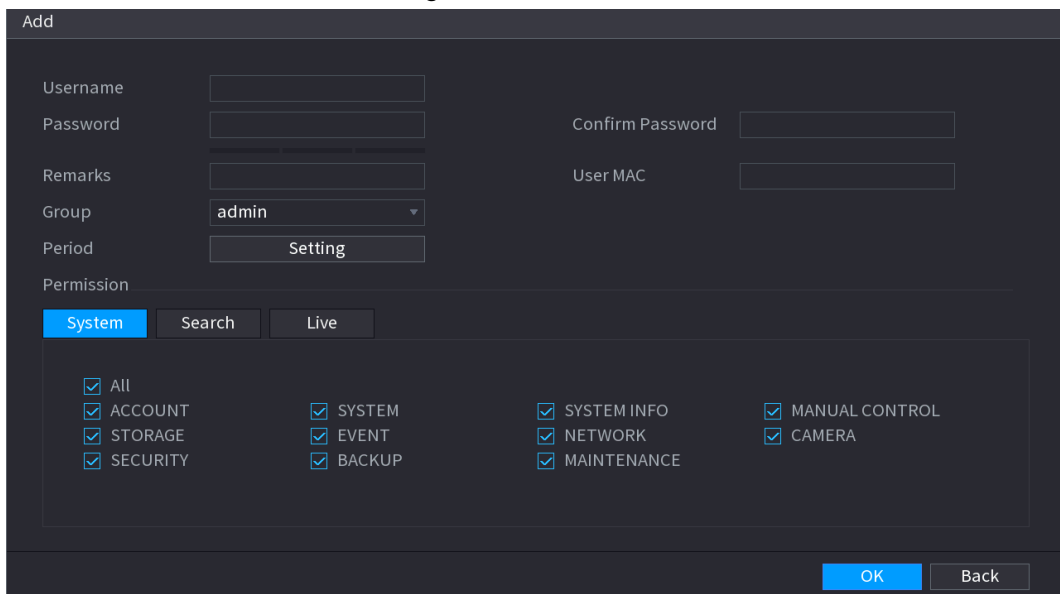 Add
Username
Password Confirm Password
Remarks User MAC
Group admin
Period Setting
Permission
System Search Live
All
ACCOUNT SYSTEM SYSTEM INFO MANUAL CONTROL
STORAGE EVENT NETWORK CAMERA
SECURITY BACKUP MAINTENANCE
OK Back